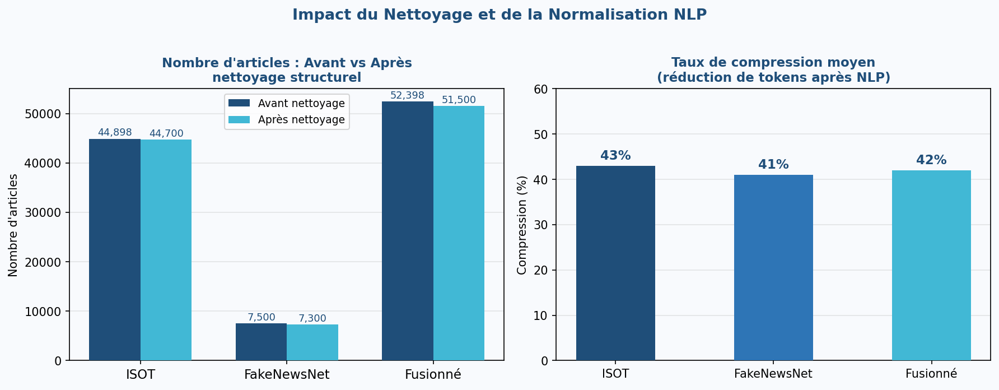 Impact du Nettoyage et de la Normalisation NLP
Nombre d'articles : Avant vs Après
nettoyage structurel
Nombre d'articles
50000
40000
30000
20000
10000
0
Avant nettoyage
Après nettoyage
44,898
44,700
7,500
7,300
52,398
51,500
ISOT
FakeNewsNet
Fusionné
Taux de compression moyen
(réduction de tokens après NLP)
Compression (%)
60
50
40
30
20
10
0
43%
41%
42%
ISOT
FakeNewsNet
Fusionné